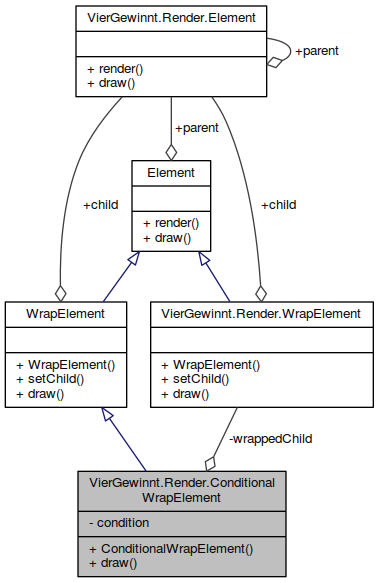 VierGewinnt.Render.Element
+ render()
+ draw()
+parent
+parent
+child
+child
Element
+ render()
+ draw()
WrapElement
+ WrapElement()
+ setChild()
+ draw()
VierGewinnt.Render.WrapElement
+ WrapElement()
+ setChild()
+ draw()
-wrappedChild
VierGewinnt.Render.Conditional
WrapElement
- condition
+ ConditionalWrapElement()
+ draw()